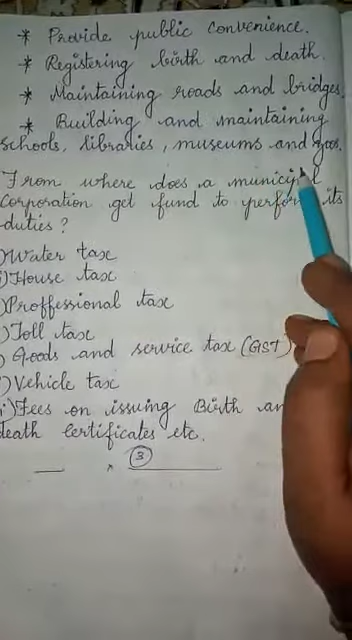 * Provide public convenience.
* Registering birth and death.
* Maintaining roads and bridges.
* Building and maintaining
schools, libraries, museums and zoos.
From where does a municipal
Corporation get fund to perform its
duties?
)Water tax
i)House tax
)Proffessional tax
)Toll tax
) Goods and service tax (GST)
)Vehicle tax
i)Fees on issuing Birth an
death certificates etc.
3